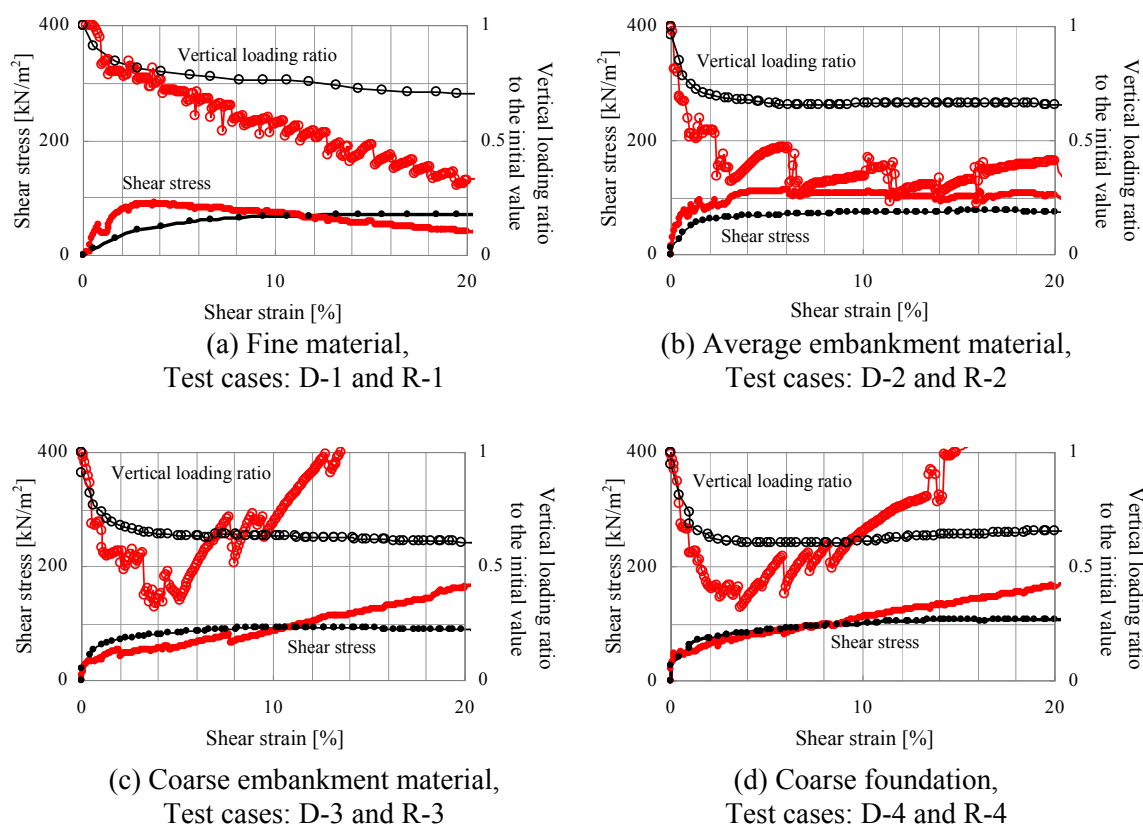 400
200
0
Shear stress [kN/m²]
Vertical loading ratio
Shear stress
1
0.5
0
Vertical loading ratio
to the initial value
0
10
20
Shear strain [%]
(a) Fine material,
Test cases: D-1 and R-1
400
200
0
Shear stress [kN/m²]
Vertical loading ratio
Shear stress
1
0.5
0
Vertical loading ratio
to the initial value
0
10
20
Shear strain [%]
(b) Average embankment material,
Test cases: D-2 and R-2
400
200
0
Shear stress [kN/m²]
Vertical loading ratio
Shear stress
1
0.5
0
Vertical loading ratio
to the initial value
0
10
20
Shear strain [%]
(c) Coarse embankment material,
Test cases: D-3 and R-3
400
200
0
Shear stress [kN/m²]
Vertical loading ratio
Shear stress
1
0.5
0
Vertical loading ratio
to the initial value
0
10
20
Shear strain [%]
(d) Coarse foundation,
Test cases: D-4 and R-4